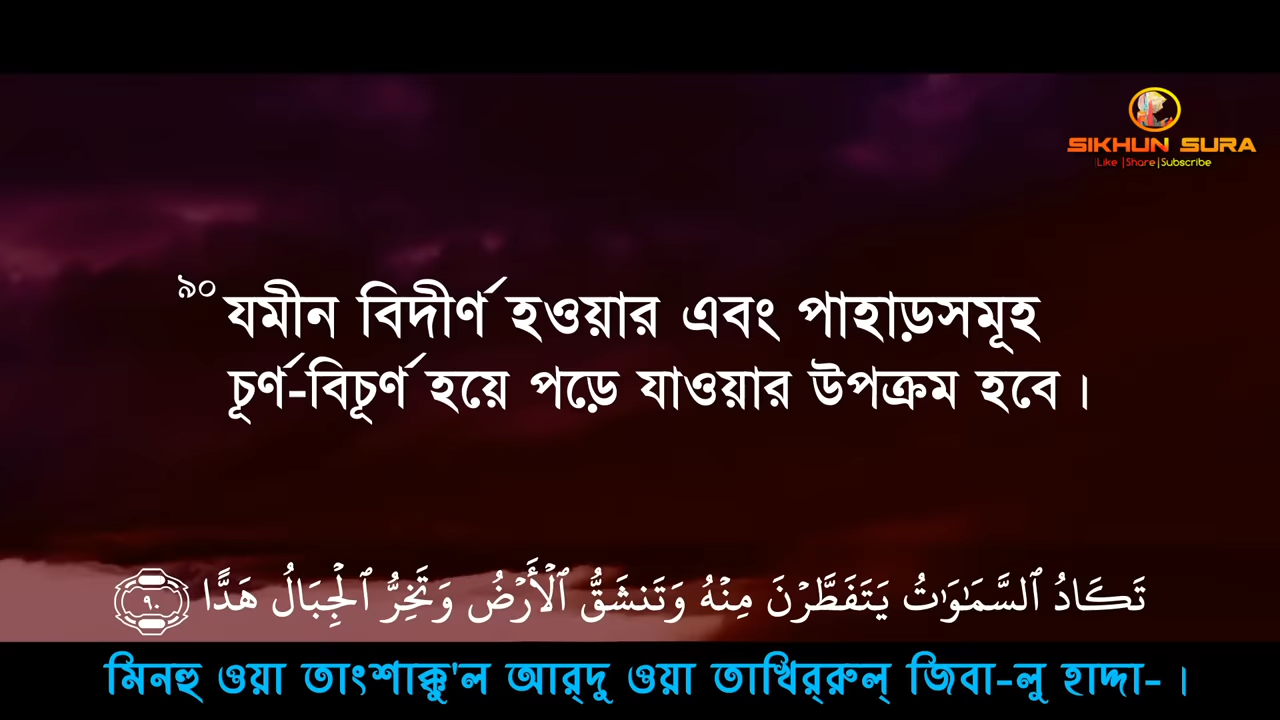 SIKHUN SURA
Like |Share|Subscribe
৯০ যমীন বিদীর্ণ হওয়ার এবং পাহাড়সমূহ
চূর্ণ-বিচূর্ণ হয়ে পড়ে যাওয়ার উপক্রম হবে।
تَكَادُ ٱلسَّمَـٰوَٰتُ يَتَفَطَّرْنَ مِنْهُ وَتَنشَقُّ ٱلْأَرْضُ وَتَخِرُّ ٱلْجِبَالُ هَدًّا ٩٠
মিনহু ওয়া তাংশাক্কু'ল আর্‌দু ওয়া তাখির্‌রুল্‌ জিবা-লু হাদ্দা-।